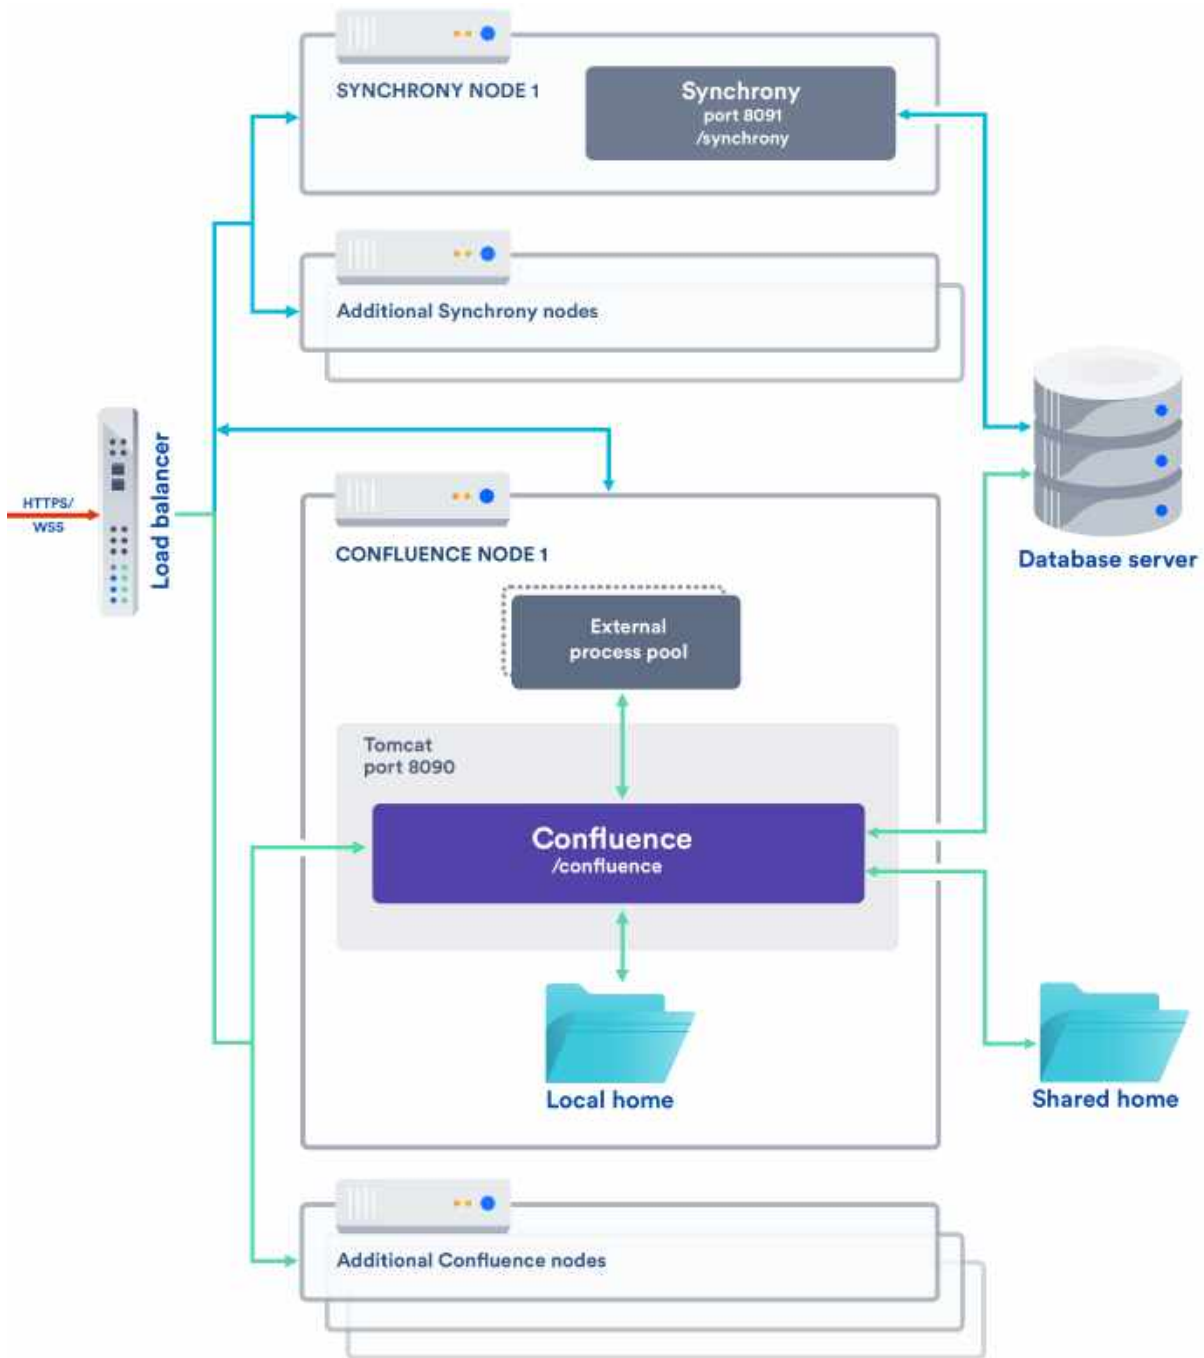 SYNCHRONY NODE 1
Synchrony
port 8091
/synchrony
Additional Synchrony nodes
HTTPS/
WSS
Load balancer
Database server
CONFLUENCE NODE 1
External
process pool
Tomcat
port 8090
Confluence
/confluence
Local home
Shared home
Additional Confluence nodes